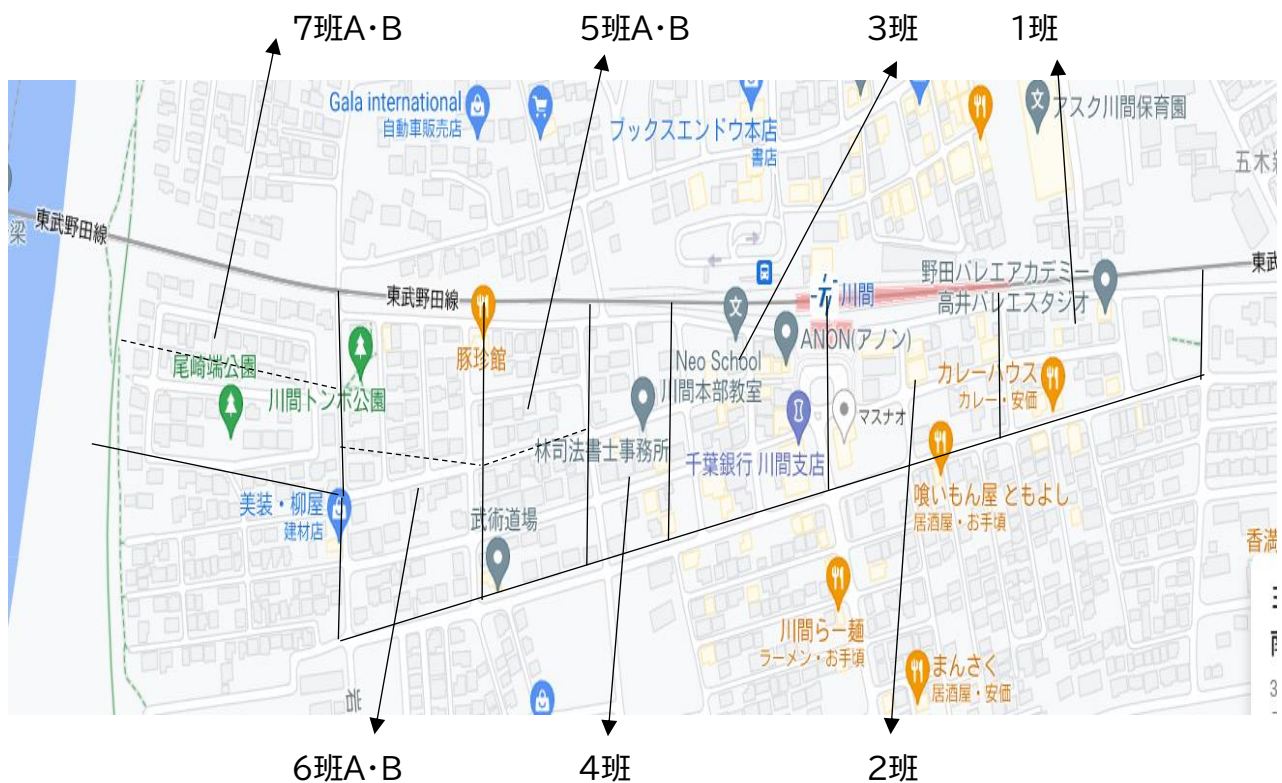 7班A・B
5班A・B
3班
1班
Gala international
自動車販売店
ブックスエンドウ本店
書店
アスク川間保育園
五木
東武野田線
梁
東武野田線
川間
野田バレエアカデミー
高井バレエスタジオ
東武
尾崎端公園
川間トンボ公園
豚珍館
Neo School
川間本部教室
ANON(アノン)
カレーハウス
カレー・安価
マスナオ
林司法書士事務所
千葉銀行 川間支店
美装・柳屋
建材店
武術道場
喰いもん屋 ともよし
居酒屋・お手頃
香満
川間らー麺
ラーメン・お手頃
まんさく
居酒屋・安価
岩
6班A・B
4班
2班